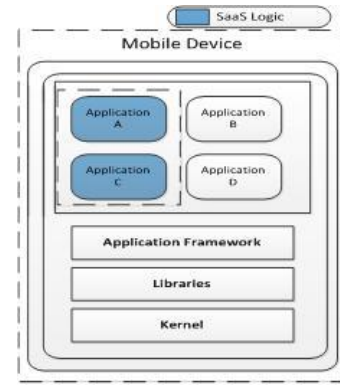 SaaS Logic
Mobile Device
Application
A
Application
B
Application
C
Application
D
Application Framework
Libraries
Kernel